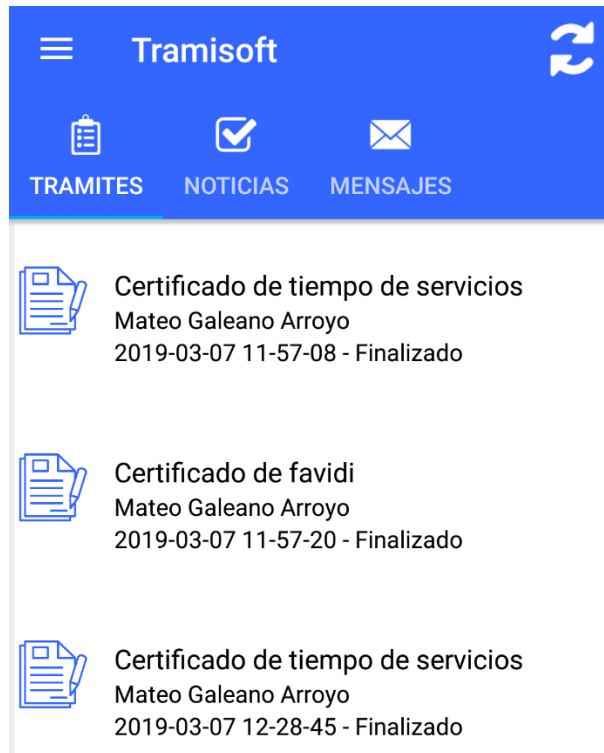 Tramisoft
TRAMITES NOTICIAS MENSAJES
Certificado de tiempo de servicios
Mateo Galeano Arroyo
2019-03-07 11-57-08 - Finalizado
Certificado de favidi
Mateo Galeano Arroyo
2019-03-07 11-57-20 - Finalizado
Certificado de tiempo de servicios
Mateo Galeano Arroyo
2019-03-07 12-28-45 - Finalizado